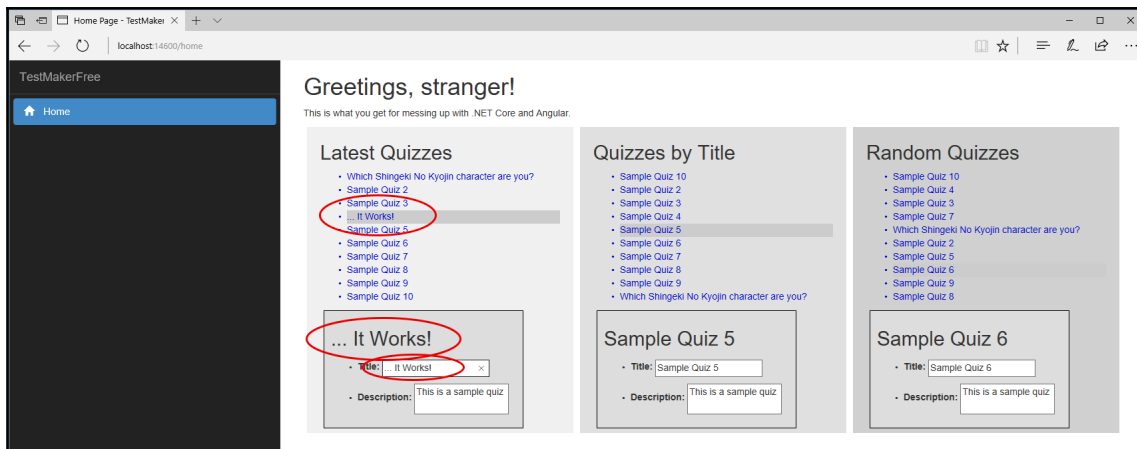 Home Page - TestMaker
localhost:14600/home
TestMakerFree
Home
Greetings, stranger!
This is what you get for messing up with .NET Core and Angular.
Latest Quizzes
Which Shingeki No Kyojin character are you?
Sample Quiz 2
Sample Quiz 3
... It Works!
Sample Quiz 5
Sample Quiz 6
Sample Quiz 7
Sample Quiz 8
Sample Quiz 9
Sample Quiz 10
... It Works!
Title: ... It Works!
Description: This is a sample quiz
Quizzes by Title
Sample Quiz 10
Sample Quiz 2
Sample Quiz 3
Sample Quiz 4
Sample Quiz 5
Sample Quiz 6
Sample Quiz 7
Sample Quiz 8
Sample Quiz 9
Which Shingeki No Kyojin character are you?
Sample Quiz 5
Title: Sample Quiz 5
Description: This is a sample quiz
Random Quizzes
Sample Quiz 10
Sample Quiz 4
Sample Quiz 3
Sample Quiz 7
Which Shingeki No Kyojin character are you?
Sample Quiz 2
Sample Quiz 5
Sample Quiz 6
Sample Quiz 9
Sample Quiz 8
Sample Quiz 6
Title: Sample Quiz 6
Description: This is a sample quiz